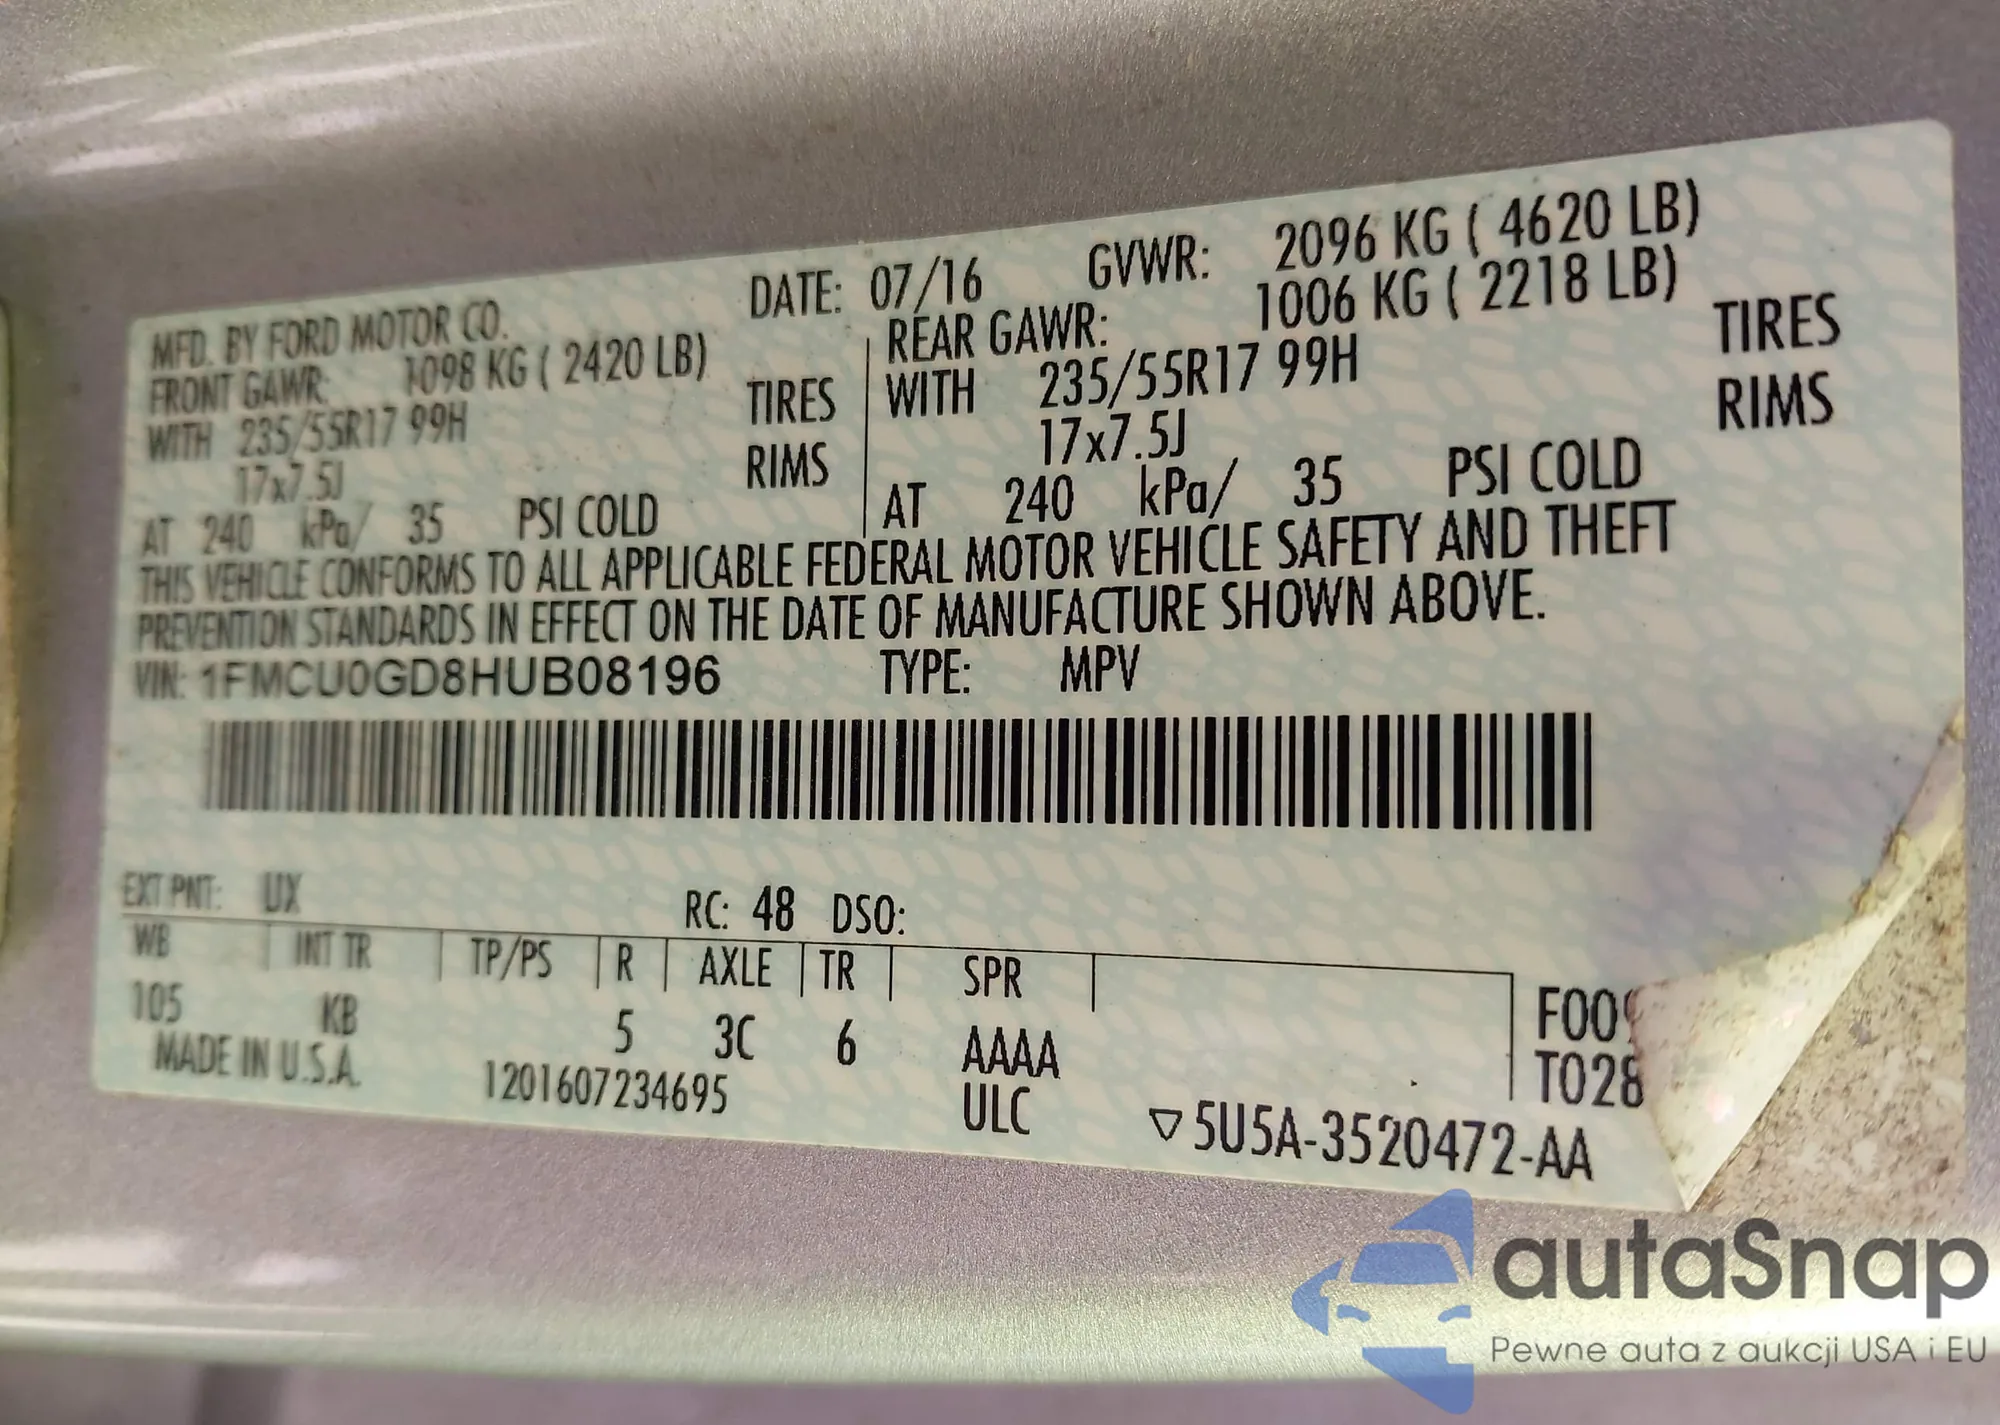 MFD. BY FORD MOTOR CO. DATE: 07/16 GVWR: 2096 KG ( 4620 LB)
FRONT GAWR: 1098 KG ( 2420 LB) REAR GAWR: 1006 KG ( 2218 LB)
WITH 235/55R17 99H TIRES WITH 235/55R17 99H TIRES
17x7.5J RIMS 17x7.5J RIMS
AT 240 kPa/ 35 PSI COLD AT 240 kPa/ 35 PSI COLD
THIS VEHICLE CONFORMS TO ALL APPLICABLE FEDERAL MOTOR VEHICLE SAFETY AND THEFT
PREVENTION STANDARDS IN EFFECT ON THE DATE OF MANUFACTURE SHOWN ABOVE.
VIN: 1FMCU0GD8HUB08196 TYPE: MPV
EXT PNT: UX RC: 48 DSO:
WB INT TR TP/PS R AXLE TR SPR
105 KB 5 3C 6 AAAA
MADE IN U.S.A. 1201607234695 ULC
T028
▽5U5A-3520472-AA
autaSnap
Pewne auta z aukcji USA i EU